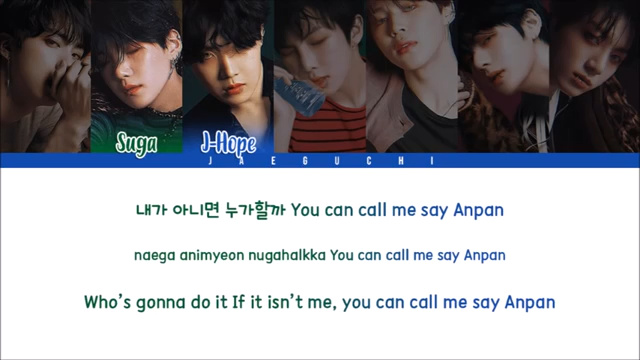 Suga J-Hope
JAEGUCHI
내가 아니면 누가할까 You can call me say Anpan
naega animyeon nugahalkka You can call me say Anpan
Who's gonna do it If it isn't me, you can call me say Anpan